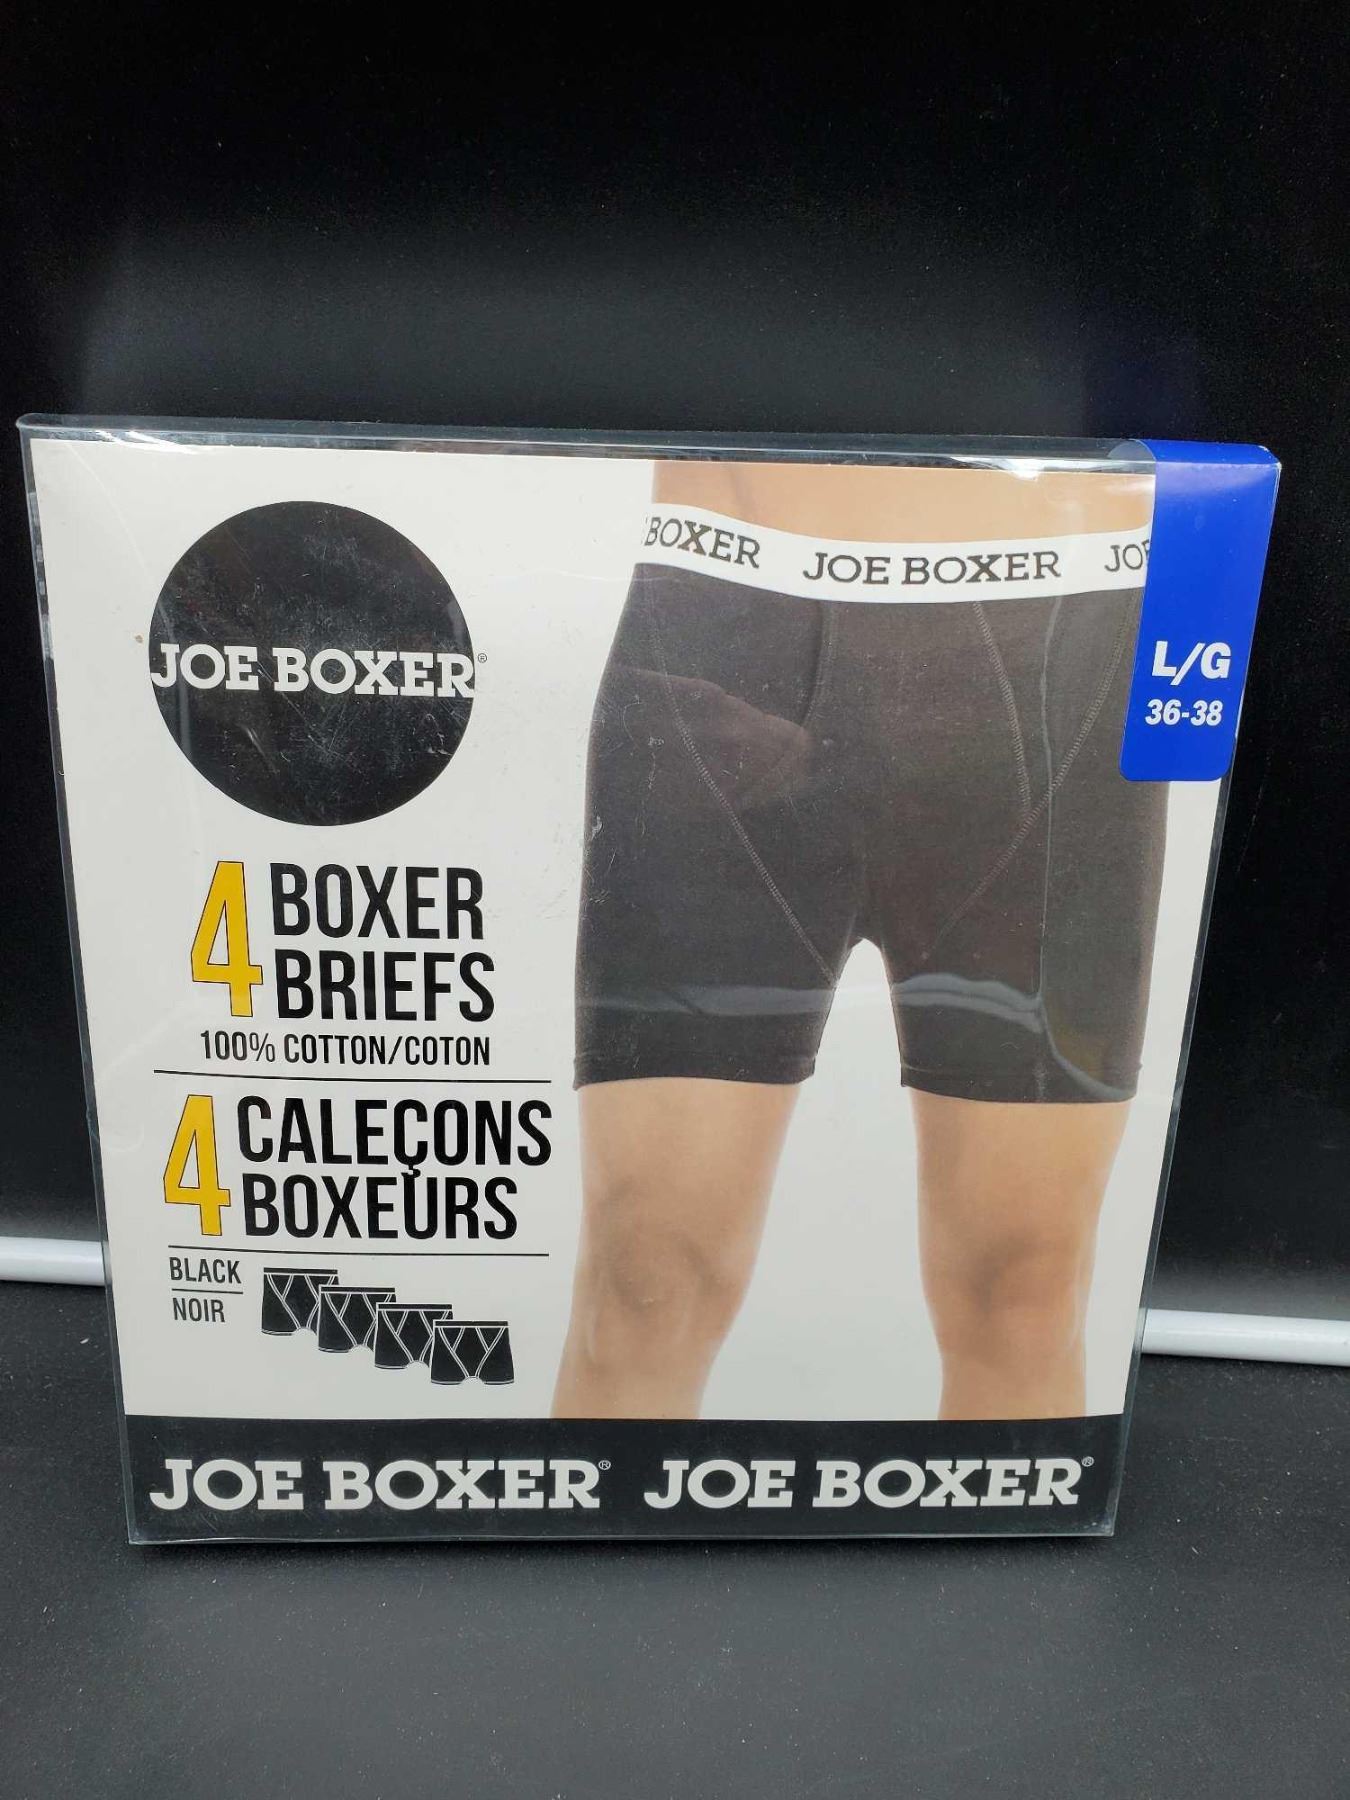 JOE BOXER®
4 BOXER
BRIEFS
100% COTTON/COTON
4 CALEÇONS
BOXEURS
BLACK
NOIR
BOXER JOE BOXER JO
L/G
36-38
JOE BOXER® JOE BOXER®